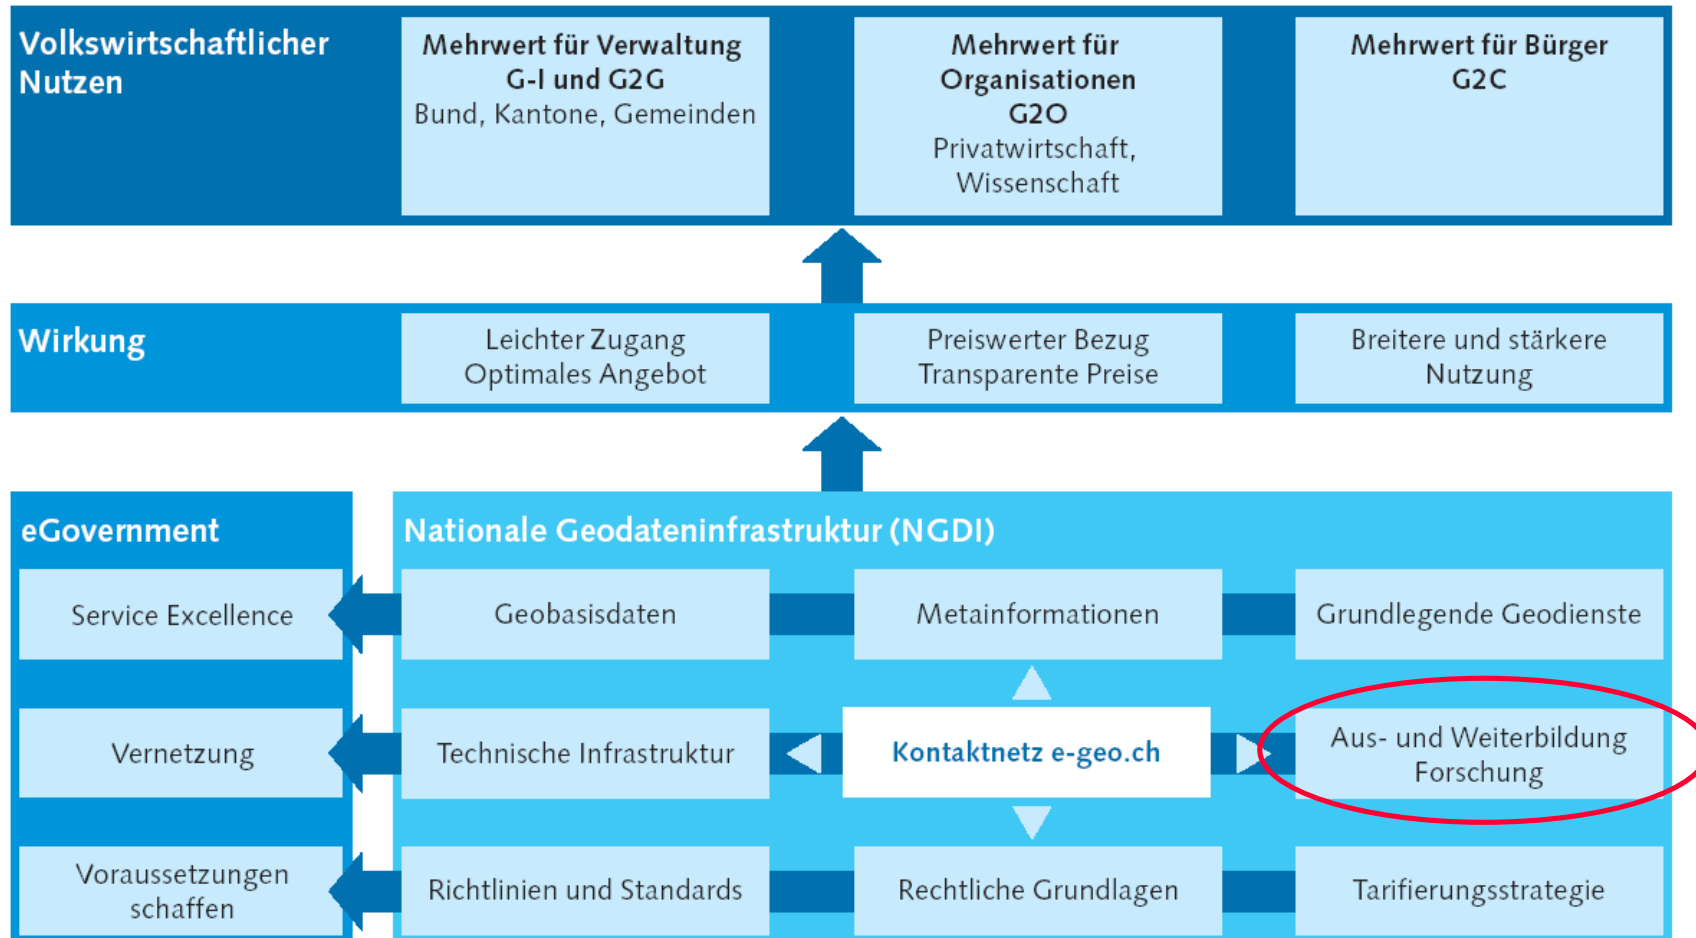 Volkswirtschaftlicher
Nutzen
Mehrwert für Verwaltung
G-I und G2G
Bund, Kantone, Gemeinden
Mehrwert für
Organisationen
G2O
Privatwirtschaft,
Wissenschaft
Mehrwert für Bürger
G2C
Wirkung
Leichter Zugang
Optimales Angebot
Preiswerter Bezug
Transparente Preise
Breitere und stärkere
Nutzung
eGovernment
Nationale Geodateninfrastruktur (NGDI)
Service Excellence
Geobasisdaten
Metainformationen
Grundlegende Geodienste
Vernetzung
Technische Infrastruktur
Kontaktnetz e-geo.ch
Aus- und Weiterbildung
Forschung
Voraussetzungen
schaffen
Richtlinien und Standards
Rechtliche Grundlagen
Tarifierungsstrategie